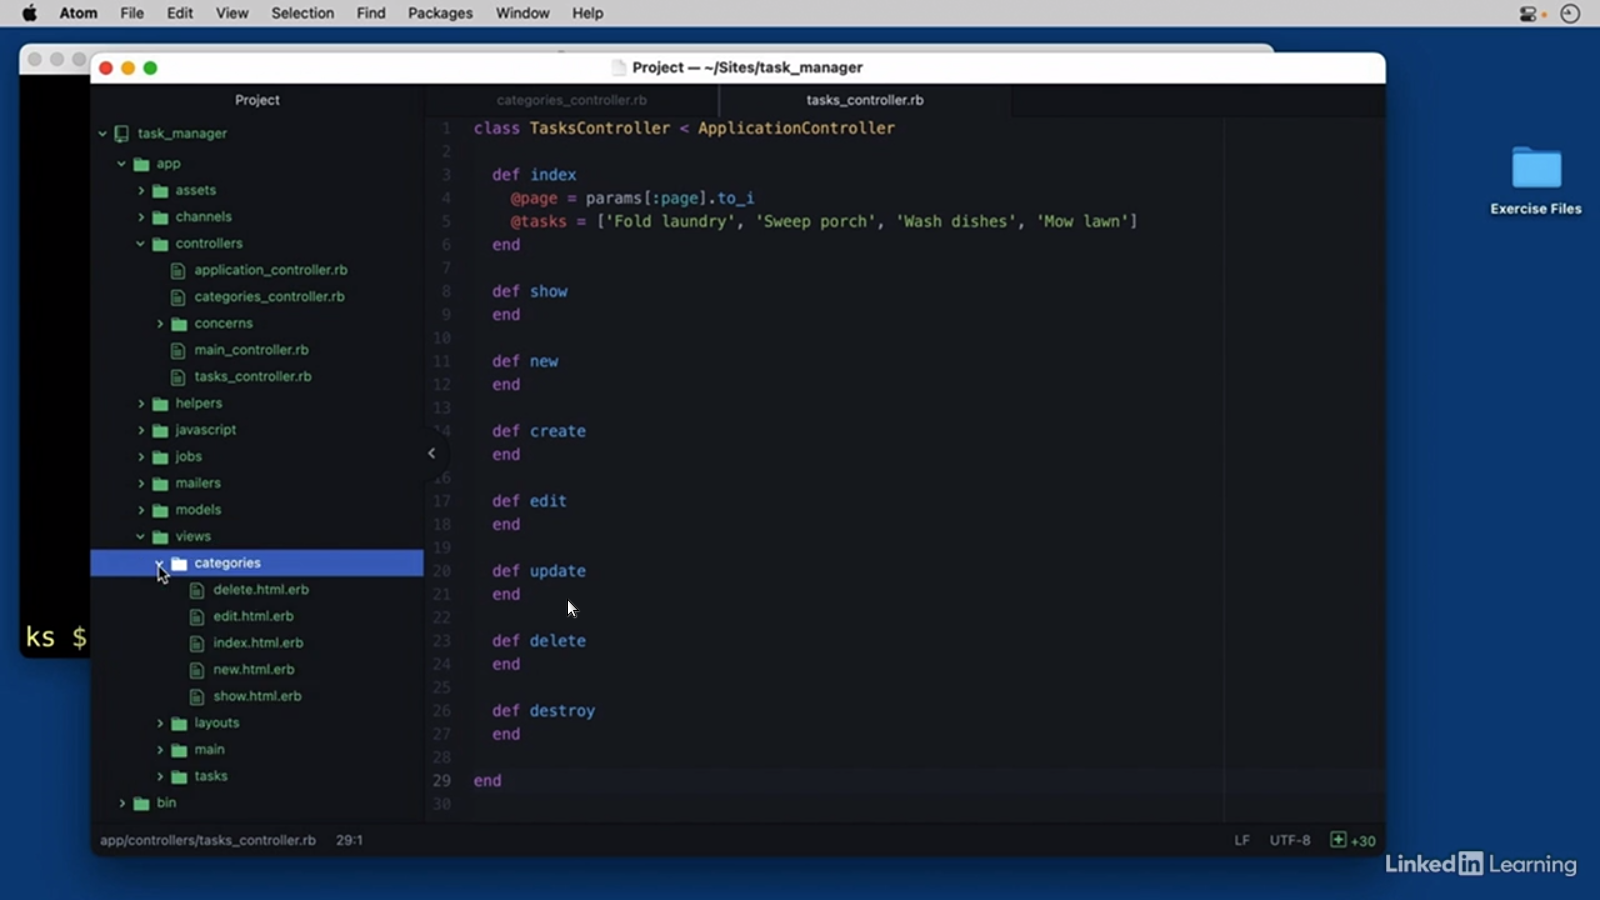 Atom File Edit View Selection Find Packages Window Help
Project — ~/Sites/task_manager
Project
categories_controller.rb
tasks_controller.rb
task_manager
app
assets
channels
controllers
application_controller.rb
categories_controller.rb
concerns
main_controller.rb
tasks_controller.rb
helpers
javascript
jobs
mailers
models
views
categories
delete.html.erb
edit.html.erb
index.html.erb
new.html.erb
show.html.erb
layouts
main
tasks
bin
1 class TasksController < ApplicationController
2
3 def index
4 @page = params[:page].to_i
5 @tasks = ['Fold laundry', 'Sweep porch', 'Wash dishes', 'Mow lawn']
6 end
7
8 def show
9 end
10
11 def new
12 end
13
14 def create
end
16
17 def edit
18 end
19
20 def update
21 end
22
23 def delete
24 end
25
26 def destroy
27 end
28
29 end
30
app/controllers/tasks_controller.rb 29:1
LF UTF-8 +30
ks $
Exercise Files
LinkedIn Learning